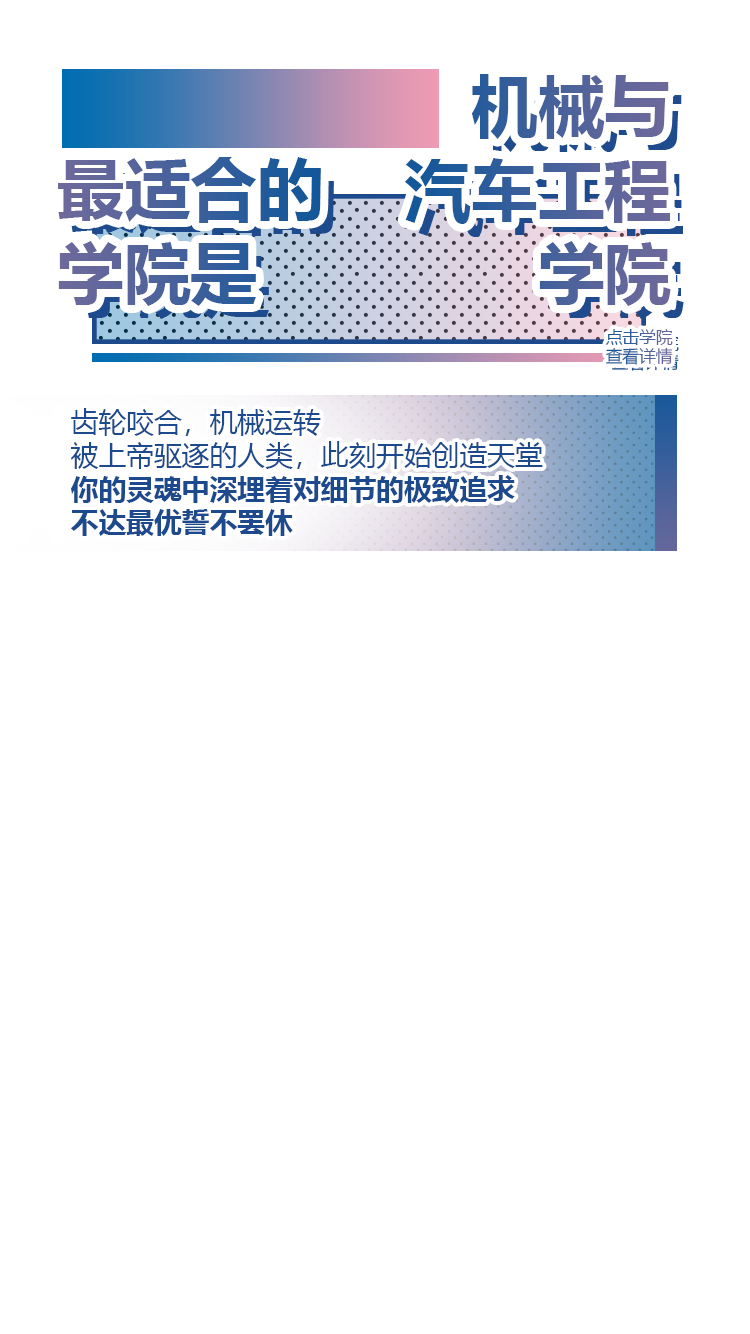 最适合的
学院是
机械与
汽车工程
学院
点击学院
查看详情
齿轮咬合，机械运转
被上帝驱逐的人类，此刻开始创造天堂
你的灵魂中深埋着对细节的极致追求
不达最优誓不罢休